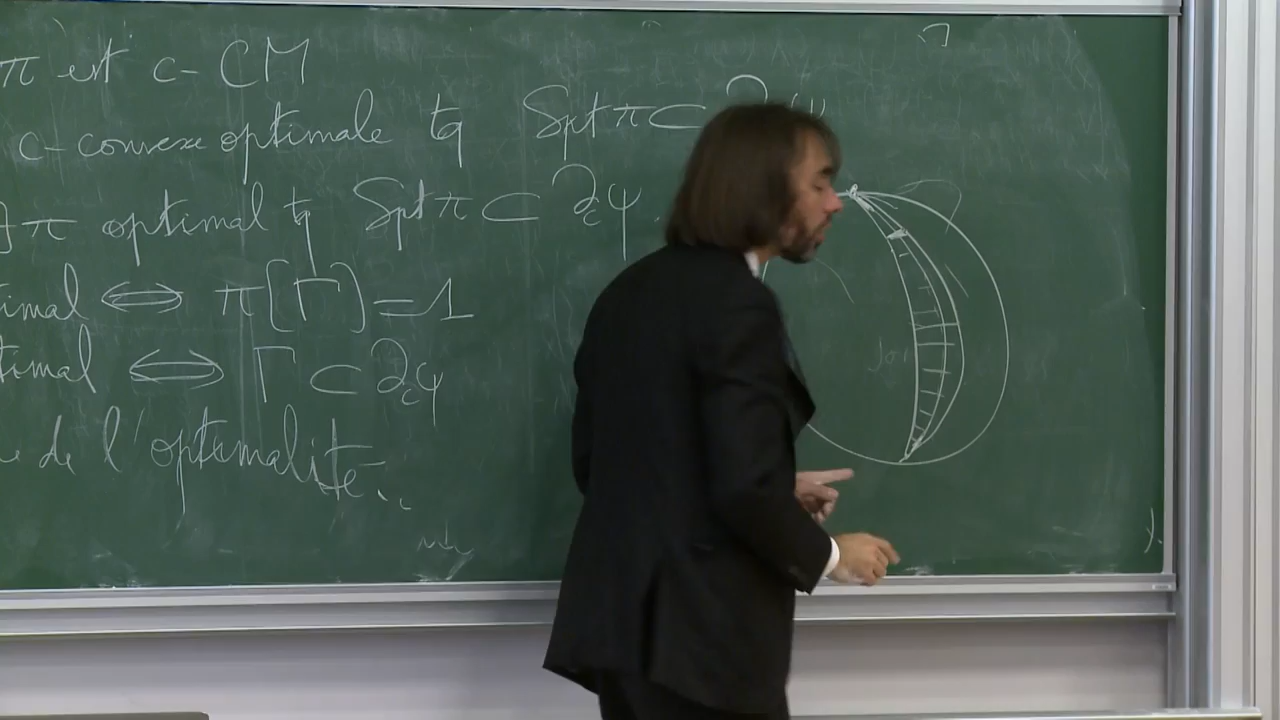 π est c-CM
c-convexe optimale tq Spt π ⊂ ∂
∃ π optimal tq Spt π ⊂ ∂cψ.
imal ⟺ π[Γ] = 1
timal ⟺ Γ ⊂ ∂cψ
de l'optimalité.